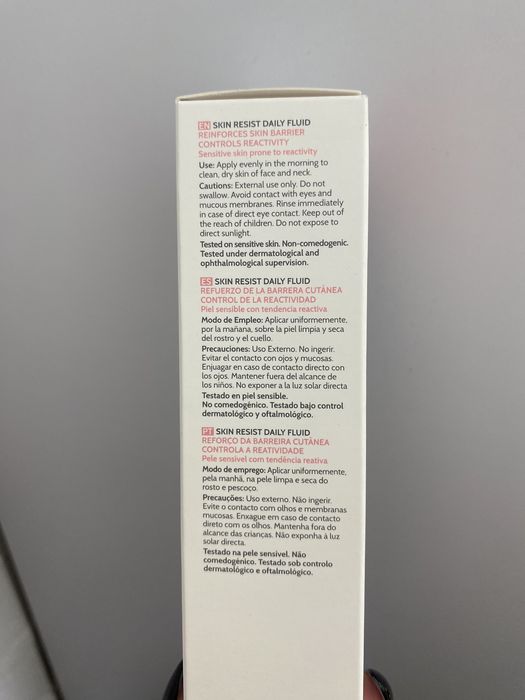 EN SKIN RESIST DAILY FLUID
REINFORCES SKIN BARRIER
CONTROLS REACTIVITY
Sensitive skin prone to reactivity
Use: Apply evenly in the morning to
clean, dry skin of face and neck.
Cautions: External use only. Do not
swallow. Avoid contact with eyes and
mucous membranes. Rinse immediately
in case of direct eye contact. Keep out of
the reach of children. Do not expose to
direct sunlight.
Tested on sensitive skin. Non-comedogenic.
Tested under dermatological and
ophthalmological supervision.
ES SKIN RESIST DAILY FLUID
REFUERZO DE LA BARRERA CUTÁNEA
CONTROL DE LA REACTIVIDAD
Piel sensible con tendencia reactiva
Modo de Empleo: Aplicar uniformemente,
por la mañana, sobre la piel limpia y seca
del rostro y el cuello.
Precauciones: Uso Externo. No ingerir.
Evitar el contacto con ojos y mucosas.
Enjuagar en caso de contacto directo con
los ojos. Mantener fuera del alcance de
los niños. No exponer a la luz solar directa
Testado en piel sensible.
No comedogénico. Testado bajo control
dermatológico y oftalmológico.
PT SKIN RESIST DAILY FLUID
REFORÇO DA BARREIRA CUTÂNEA
CONTROLA A REATIVIDADE
Pele sensível com tendência reativa
Modo de emprego: Aplicar uniformemente,
pela manhã, na pele limpa e seca do
rosto e pescoço.
Precauções: Uso externo. Não ingerir.
Evite o contacto com olhos e membranas
mucosas. Enxague em caso de contacto
direto com os olhos. Mantenha fora do
alcance das crianças. Não exponha à luz
solar directa.
Testado na pele sensível. Não
comedogênico. Testado sob controlo
dermatológico e oftalmológico.